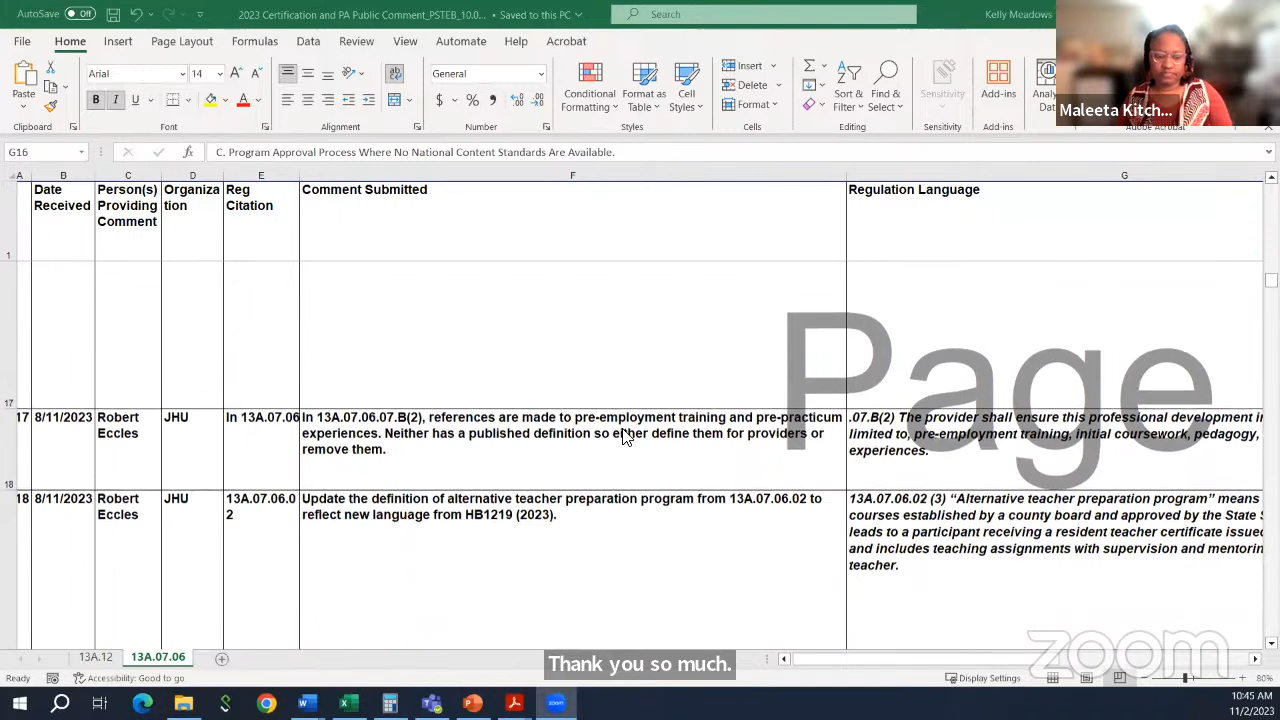 AutoSave Off
2023 Certification and PA Public Comment_PSTEB_10.0... • Saved to this PC
Search
Kelly Meadows
File Home Insert Page Layout Formulas Data Review View Automate Help Acrobat
Paste
Arial 14
B I U
General
$ % 9
Conditional Formatting
Format as Table
Cell Styles
Insert
Delete
Format
Sort & Filter
Find & Select
Sensitivity
Add-ins
Analyze
Maleeta Kitch...
Clipboard Font Alignment Number Styles Cells Editing Sensitivity Add-ins
G16 fx C. Program Approval Process Where No National Content Standards Are Available.
A B C D E F G
Date Received
Person(s) Providing Comment
Organiza tion
Reg Citation
Comment Submitted
Regulation Language
1
17
Page
17 8/11/2023 Robert Eccles JHU In 13A.07.06
In 13A.07.06.07.B(2), references are made to pre-employment training and pre-practicum
experiences. Neither has a published definition so either define them for providers or
remove them.
.07.B(2) The provider shall ensure this professional development i
limited to, pre-employment training, initial coursework, pedagogy,
experiences.
18
18 8/11/2023 Robert Eccles JHU 13A.07.06.0 2
Update the definition of alternative teacher preparation program from 13A.07.06.02 to
reflect new language from HB1219 (2023).
13A.07.06.02 (3) “Alternative teacher preparation program” means
courses established by a county board and approved by the State
leads to a participant receiving a resident teacher certificate issue
and includes teaching assignments with supervision and mentorin
teacher.
zoom
13A.12 13A.07.06
Thank you so much.
Ready Accessibility: Good to go
Display Settings
80%
zoom
10:45 AM
11/2/2023